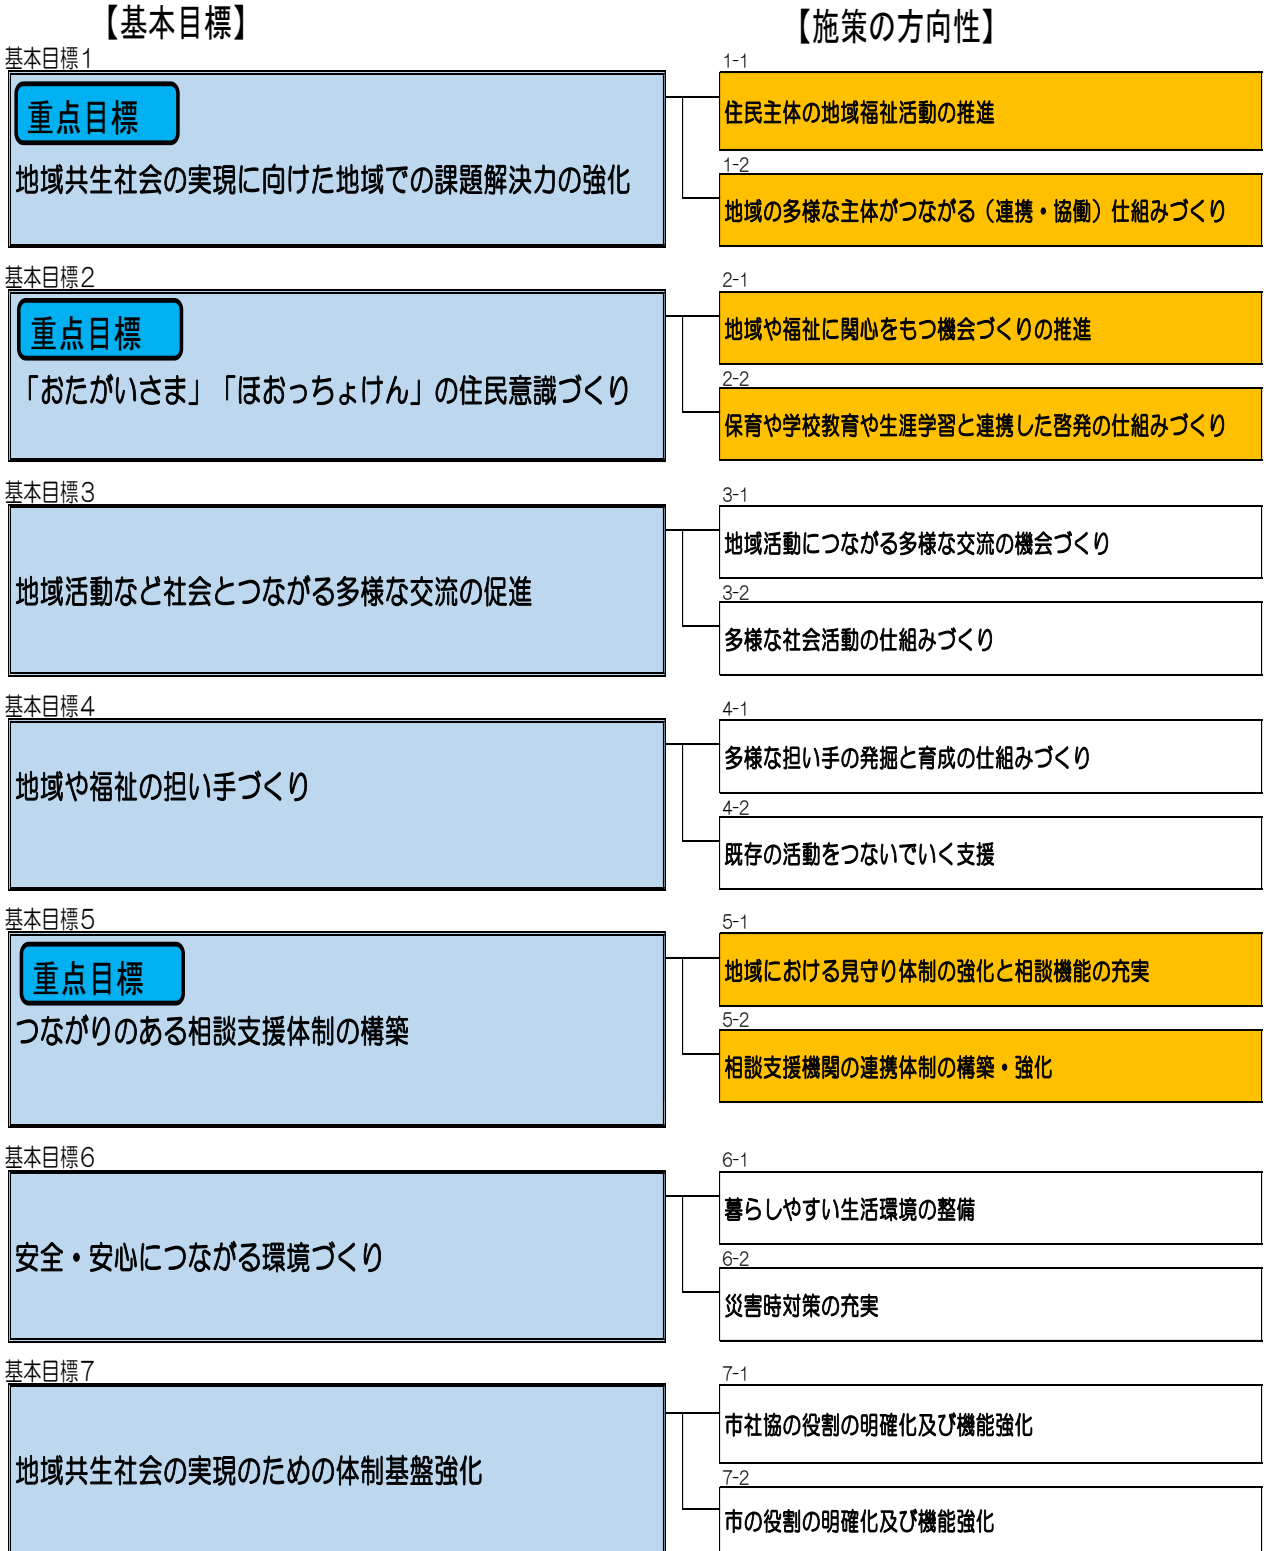 【基本目標】
【施策の方向性】
基本目標1
重点目標
地域共生社会の実現に向けた地域での課題解決力の強化
1-1
住民主体の地域福祉活動の推進
1-2
地域の多様な主体がつながる（連携・協働）仕組みづくり
基本目標2
重点目標
「おたがいさま」「ほおっちょけん」の住民意識づくり
2-1
地域や福祉に関心をもつ機会づくりの推進
2-2
保育や学校教育や生涯学習と連携した啓発の仕組みづくり
基本目標3
地域活動など社会とつながる多様な交流の促進
3-1
地域活動につながる多様な交流の機会づくり
3-2
多様な社会活動の仕組みづくり
基本目標4
地域や福祉の担い手づくり
4-1
多様な担い手の発掘と育成の仕組みづくり
4-2
既存の活動をつないでいく支援
基本目標5
重点目標
つながりのある相談支援体制の構築
5-1
地域における見守り体制の強化と相談機能の充実
5-2
相談支援機関の連携体制の構築・強化
基本目標6
安全・安心につながる環境づくり
6-1
暮らしやすい生活環境の整備
6-2
災害時対策の充実
基本目標7
地域共生社会の実現のための体制基盤強化
7-1
市社協の役割の明確化及び機能強化
7-2
市の役割の明確化及び機能強化